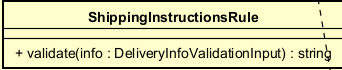 ShippingInstructionsRule
+ validate(info : DeliveryInfoValidationInput) : string